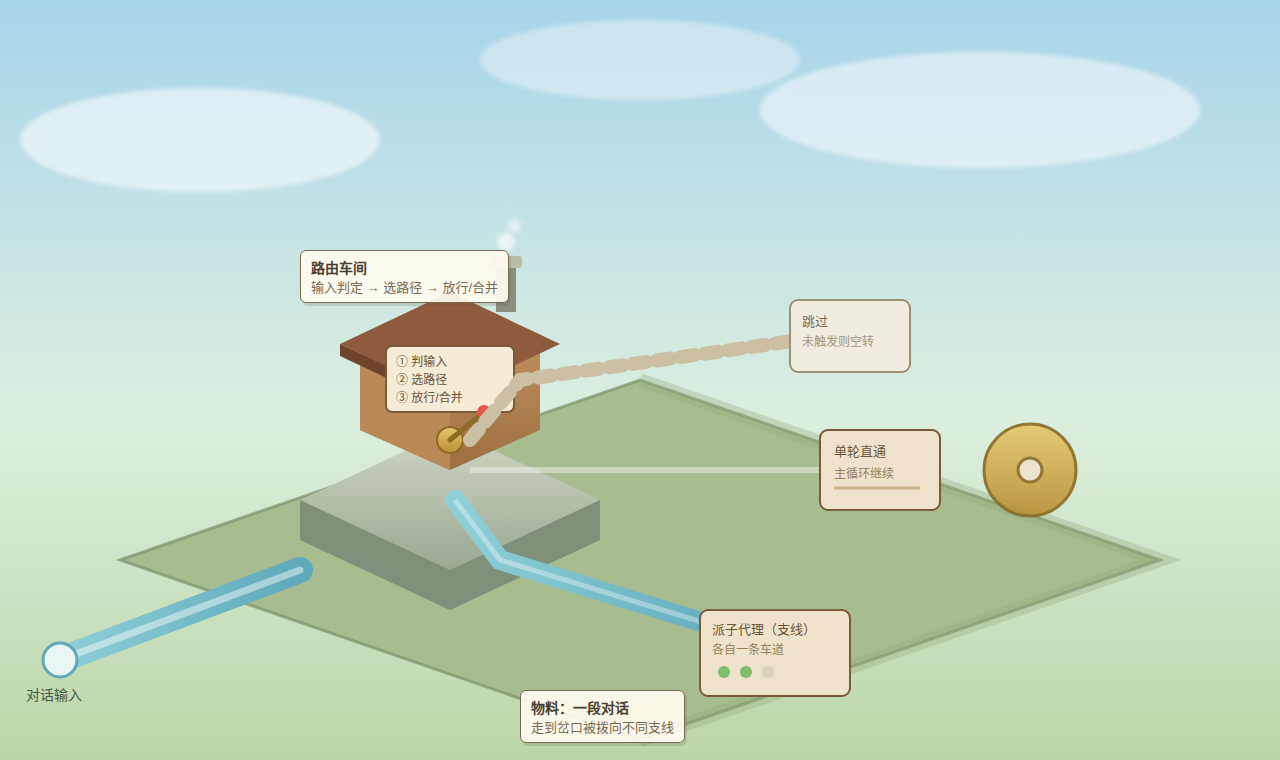 路由车间
输入判定 → 选路径 → 放行/合并
① 判输入
② 选路径
③ 放行/合并
跳过
未触发则空转
单轮直通
主循环继续
派子代理（支线）
各自一条车道
对话输入
物料：一段对话
走到岔口被拨向不同支线